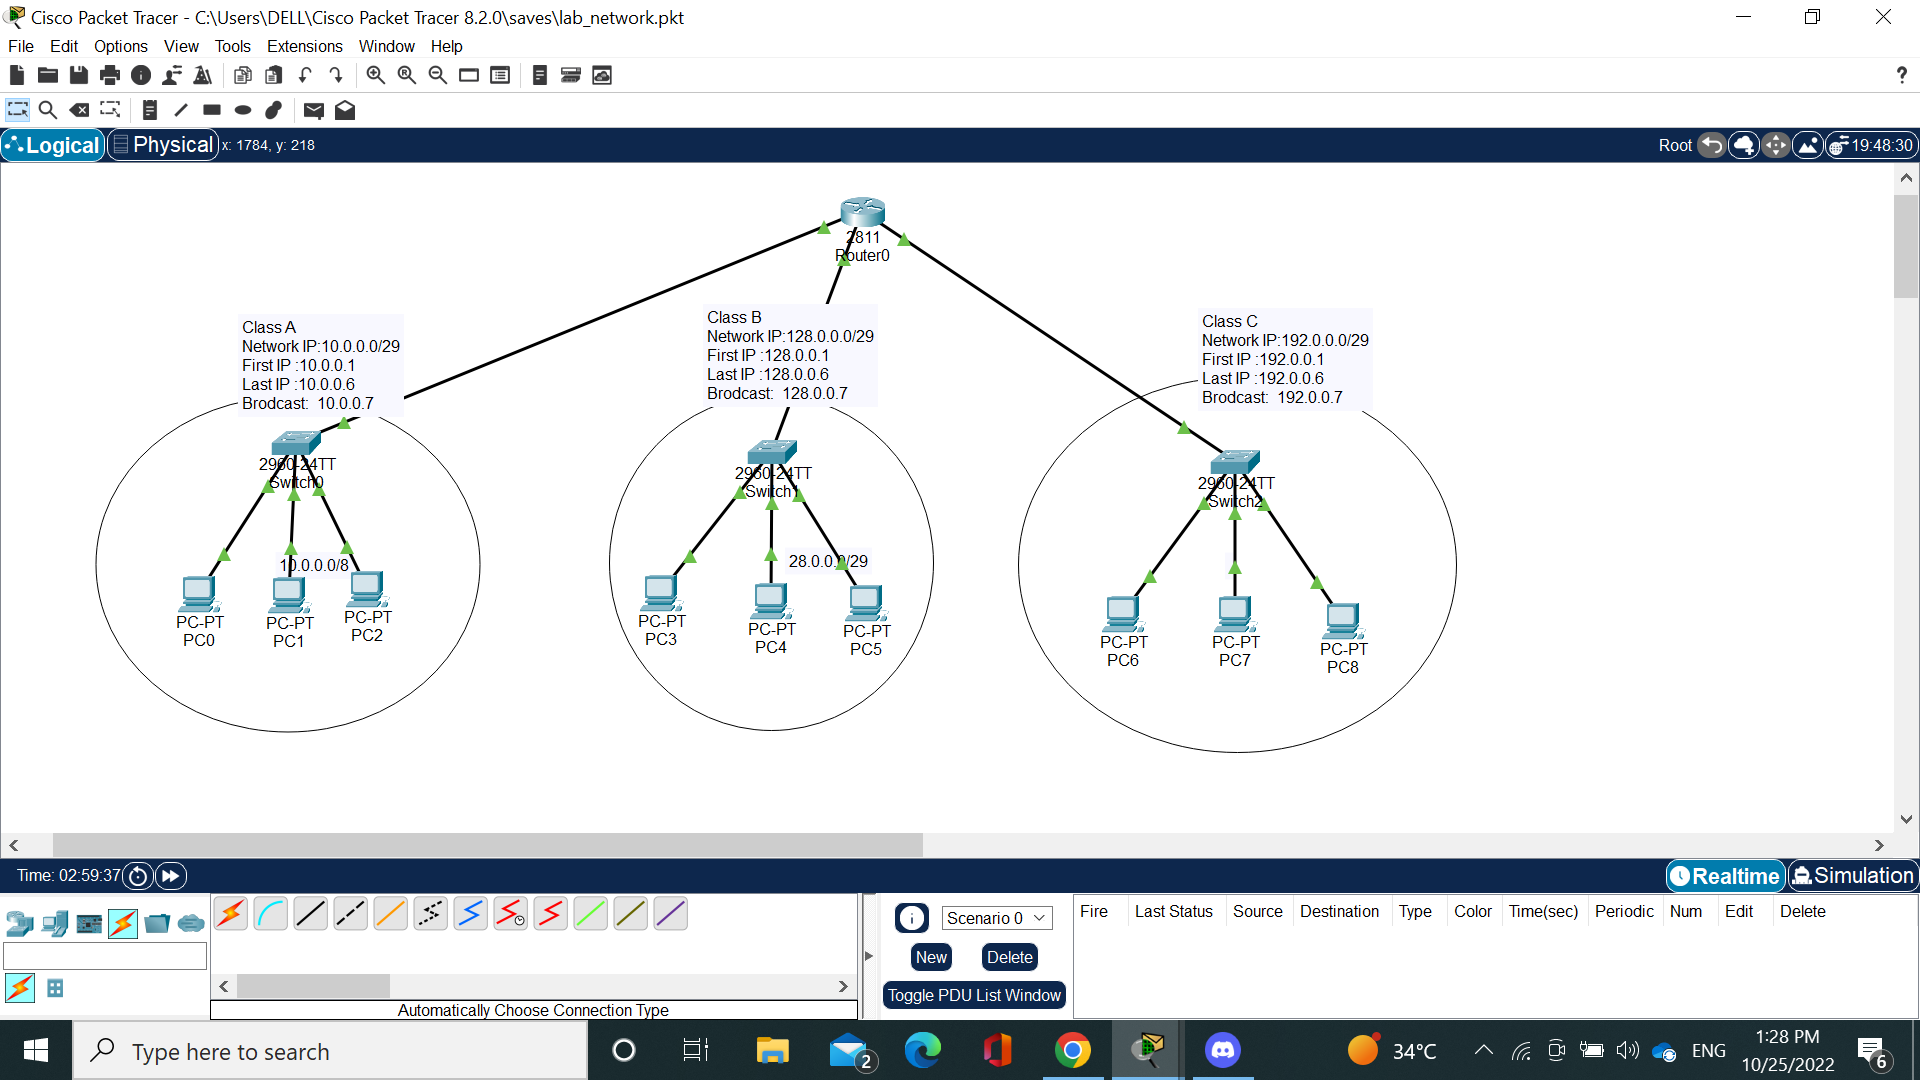 Cisco Packet Tracer - C:\Users\DELL\Cisco Packet Tracer 8.2.0\saves\lab_network.pkt
File Edit Options View Tools Extensions Window Help
?
Logical Physical x: 1784, y: 218 Root 19:48:30
2811
Router0
Class A
Network IP:10.0.0.0/29
First IP :10.0.0.1
Last IP :10.0.0.6
Brodcast: 10.0.0.7
Class B
Network IP:128.0.0.0/29
First IP :128.0.0.1
Last IP :128.0.0.6
Brodcast: 128.0.0.7
Class C
Network IP:192.0.0.0/29
First IP :192.0.0.1
Last IP :192.0.0.6
Brodcast: 192.0.0.7
2960-24TT
Switch0
2960-24TT
Switch1
2960-24TT
Switch2
10.0.0.0/8
28.0.0.0/29
PC-PT
PC0
PC-PT
PC1
PC-PT
PC2
PC-PT
PC3
PC-PT
PC4
PC-PT
PC5
PC-PT
PC6
PC-PT
PC7
PC-PT
PC8
Time: 02:59:37 Realtime Simulation
Scenario 0
New Delete
Toggle PDU List Window
Fire Last Status Source Destination Type Color Time(sec) Periodic Num Edit Delete
Automatically Choose Connection Type
Type here to search
2
34°C
ENG
1:28 PM
10/25/2022
6